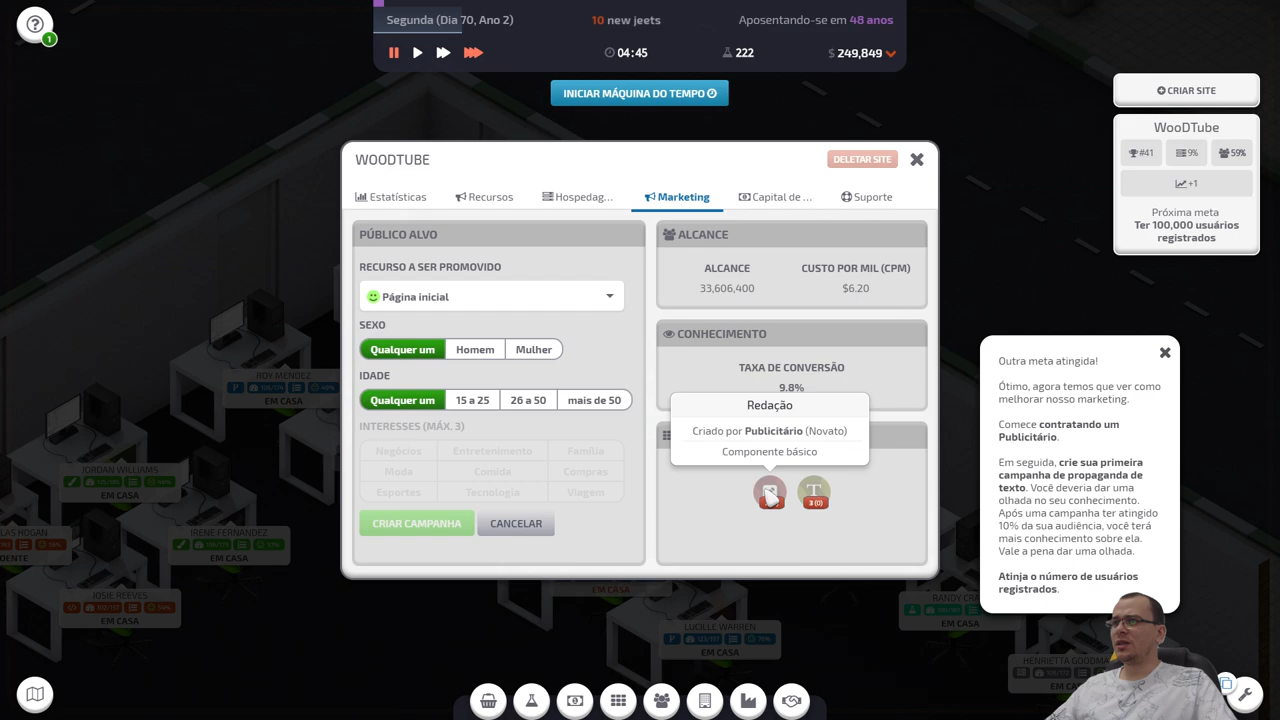 Segunda (Dia 70, Ano 2)
10 new jeets
Aposentando-se em 48 anos
04:45
222
$ 249,849
INICIAR MÁQUINA DO TEMPO
1
CRIAR SITE
WooDTube
#41
9%
59%
+1
Próxima meta
Ter 100,000 usuários
registrados
WOODTUBE
DELETAR SITE
Estatísticas
Recursos
Hospedag...
Marketing
Capital de ...
Suporte
PÚBLICO ALVO
RECURSO A SER PROMOVIDO
Página inicial
SEXO
Qualquer um
Homem
Mulher
IDADE
Qualquer um
15 a 25
26 a 50
mais de 50
INTERESSES (MÁX. 3)
Negócios
Entretenimento
Família
Moda
Comida
Compras
Esportes
Tecnologia
Viagem
CRIAR CAMPANHA
CANCELAR
ALCANCE
ALCANCE
CUSTO POR MIL (CPM)
33,606,400
$6.20
CONHECIMENTO
TAXA DE CONVERSÃO
9.8%
Redação
Criado por Publicitário (Novato)
Componente básico
3 (0)
Outra meta atingida!
Ótimo, agora temos que ver como
melhorar nosso marketing.
Comece contratando um
Publicitário.
Em seguida, crie sua primeira
campanha de propaganda de
texto. Você deveria dar uma
olhada no seu conhecimento.
Após uma campanha ter atingido
10% da sua audiência, você terá
mais conhecimento sobre ela.
Vale a pena dar uma olhada.
Atinja o número de usuários
registrados.
ROY MENDEZ
EM CASA
JORDAN WILLIAMS
EM CASA
IRENE FERNANDEZ
EM CASA
JOSIE REEVES
EM CASA
EM CASA
LUCILLE WARREN
EM CASA
EM CASA